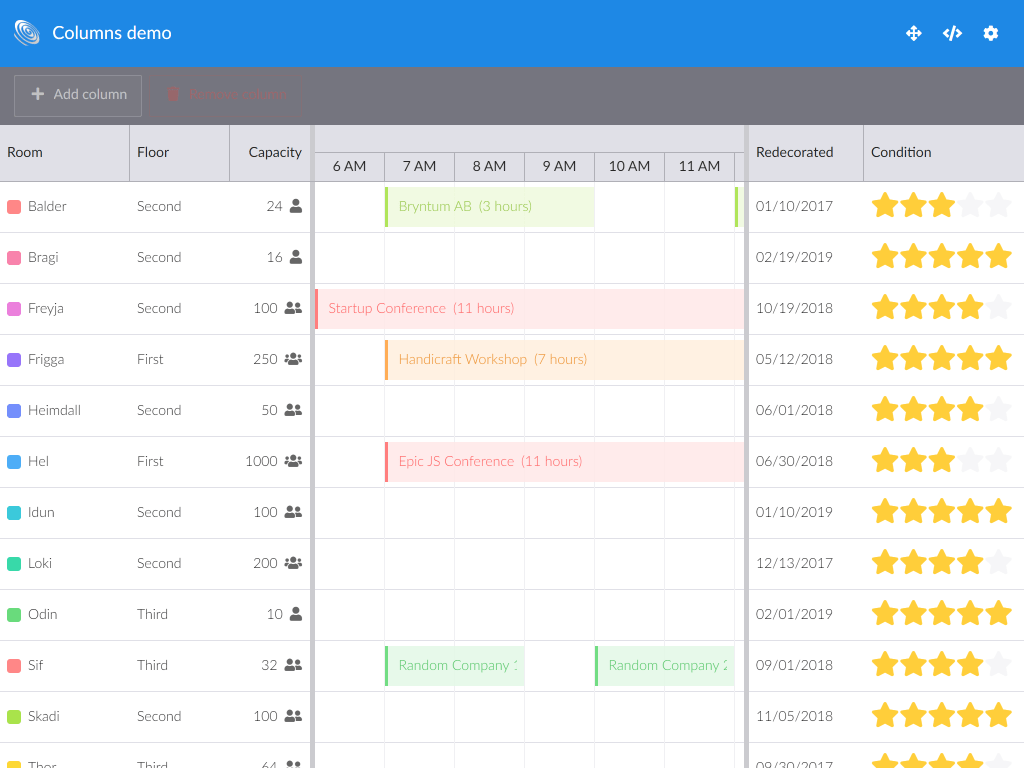 Columns demo
Add column
Room Floor Capacity 6 AM 7 AM 8 AM 9 AM 10 AM 11 AM Redecorated Condition
Balder Second 24 Bryntum AB (3 hours) 01/10/2017
Bragi Second 16 02/19/2019
Freyja Second 100 Startup Conference (11 hours) 10/19/2018
Frigga First 250 Handicraft Workshop (7 hours) 05/12/2018
Heimdall Second 50 06/01/2018
Hel First 1000 Epic JS Conference (11 hours) 06/30/2018
Idun Second 100 01/10/2019
Loki Second 200 12/13/2017
Odin Third 10 02/01/2019
Sif Third 32 Random Company Random Company 2 09/01/2018
Skadi Second 100 11/05/2018
Thor Third 64 09/30/2017